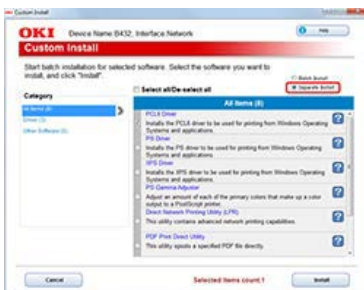 Custom Install
OKI Device Name:B432, Interface:Network
Custom Install
Start batch installation for selected software. Select the software you want to
install, and click "Install".
Batch Install
Separate Install
Category
Select all/De-select all
All Items (8)
All Items (8)
Driver (3)
Other Software (5)
PCL6 Driver
Installs the PCL6 driver to be used for printing from Windows Operating
Systems and applications.
PS Driver
Installs the PS driver to be used for printing from Windows Operating
Systems and applications.
XPS Driver
Installs the XPS driver to be used for printing from Windows Operating
Systems and applications.
PS Gamma Adjuster
Adjust an amount of each of the primary colors that make up a color
output to a PostScript printer.
Direct Network Printing Utility (LPR)
This utility contains advanced network printing capabilities.
PDF Print Direct Utility
This utility spools a specified PDF file directly.
Cancel
Selected items count:1
Install